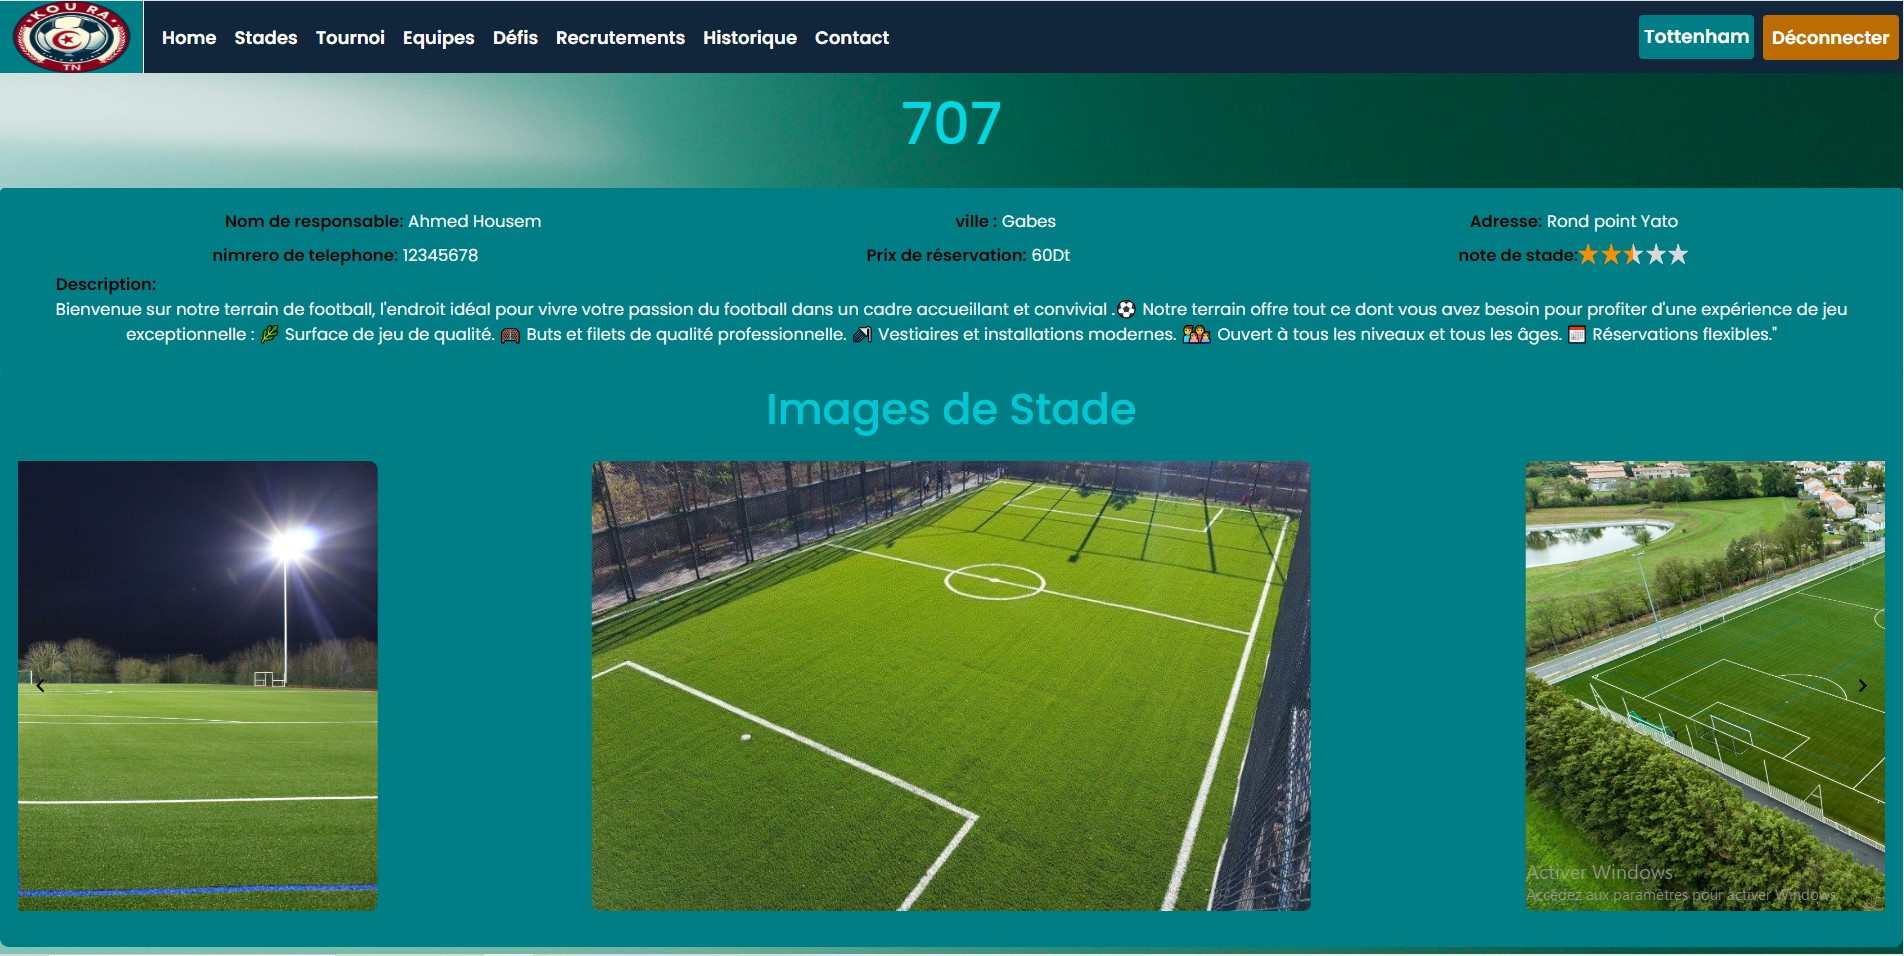 KOURA
TN
Home Stades Tournoi Equipes Défis Recrutements Historique Contact
Tottenham Déconnecter
707
Nom de responsable: Ahmed Housem ville : Gabes Adresse: Rond point Yato
nimrero de telephone: 12345678 Prix de réservation: 60Dt note de stade:
Description:
Bienvenue sur notre terrain de football, l'endroit idéal pour vivre votre passion du football dans un cadre accueillant et convivial .⚽ Notre terrain offre tout ce dont vous avez besoin pour profiter d'une expérience de jeu
exceptionnelle : 🌿 Surface de jeu de qualité. 🥅 Buts et filets de qualité professionnelle. 🚿 Vestiaires et installations modernes. 👨‍👩‍👧‍👦 Ouvert à tous les niveaux et tous les âges. 📅 Réservations flexibles."
Images de Stade
Activer Windows
Accédez aux paramètres pour activer Windows.